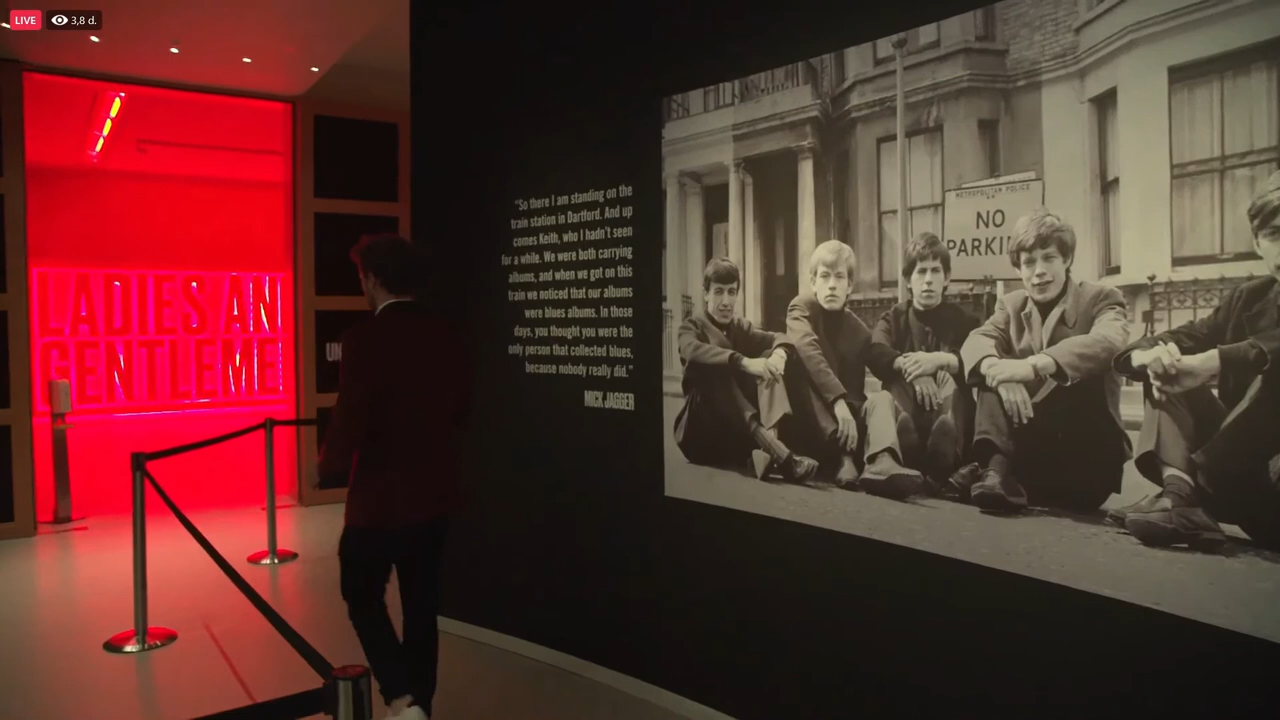 LIVE
3,8 d.
LADIES AN
GENTLEME
UN
"So there I am standing on the
train station in Dartford. And up
comes Keith, who I hadn't seen
for a while. We were both carrying
albums, and when we got on this
train we noticed that our albums
were blues albums. In those
days, you thought you were the
only person that collected blues,
because nobody really did."
MICK JAGGER
METROPOLITAN POLICE
NO
PARKIN